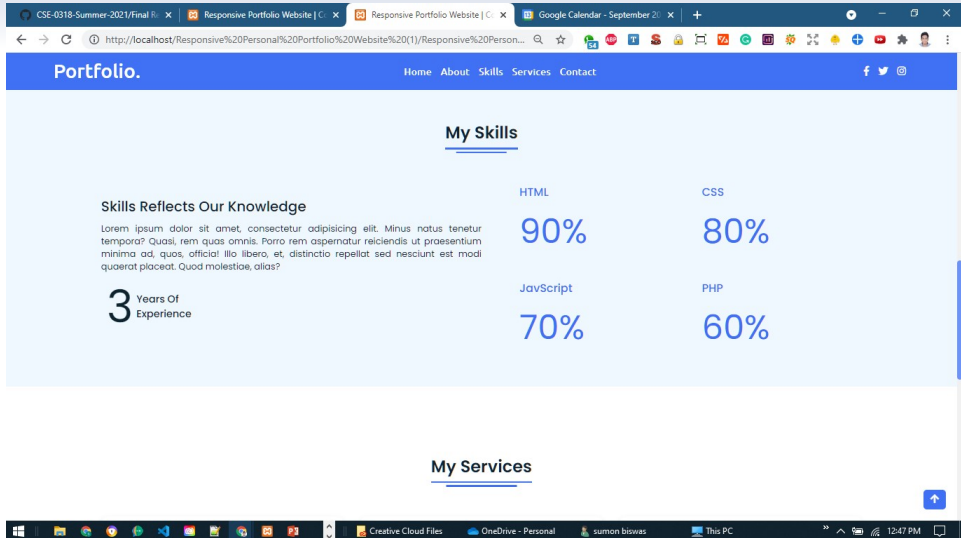 CSE-0318-Summer-2021/Final R
Responsive Portfolio Website | C
Responsive Portfolio Website | C
Google Calendar - September 20
http://localhost/Responsive%20Personal%20Portfolio%20Website%20(1)/Responsive%20Person...
54
ABP
Portfolio.
Home About Skills Services Contact
My Skills
Skills Reflects Our Knowledge
Lorem ipsum dolor sit amet, consectetur adipisicing elit. Minus natus tenetur
tempora? Quasi, rem quas omnis. Porro rem aspernatur reiciendis ut praesentium
minima ad, quos, officia! Illo libero, et, distinctio repellat sed nesciunt est modi
quaerat placeat. Quod molestiae, alias?
3 Years Of
Experience
HTML
CSS
90%
80%
JavScript
PHP
70%
60%
My Services
Creative Cloud Files
OneDrive - Personal
sumon biswas
This PC
12:47 PM